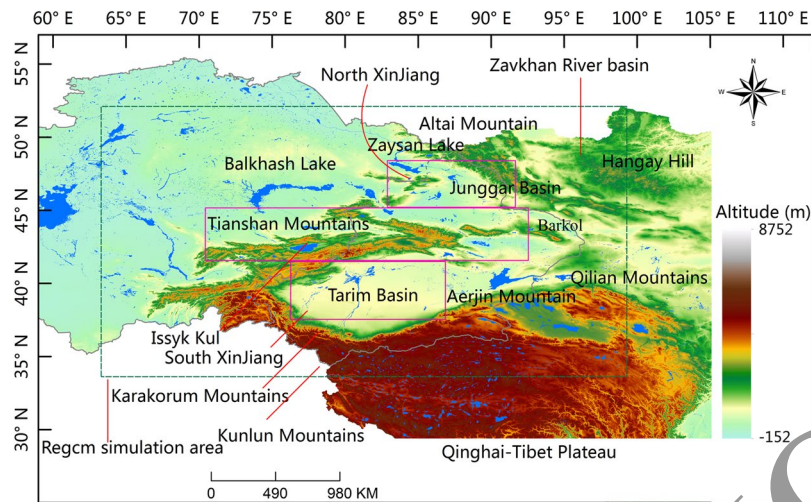 60° E 65° E 70° E 75° E 80° E 85° E 90° E 95° E 100° E 105° E 110° E
55° N
50° N
45° N
40° N
35° N
30° N
North XinJiang
Zavkhan River basin
N
W E
S
Altai Mountain
Zaysan Lake
Hangay Hill
Balkhash Lake
Junggar Basin
Tianshan Mountains
Barkol
Altitude (m)
8752
-152
Qilian Mountains
Tarim Basin
Aerjin Mountain
Issyk Kul
South XinJiang
Karakorum Mountains
Kunlun Mountains
Regcm simulation area
Qinghai-Tibet Plateau
0 490 980 KM